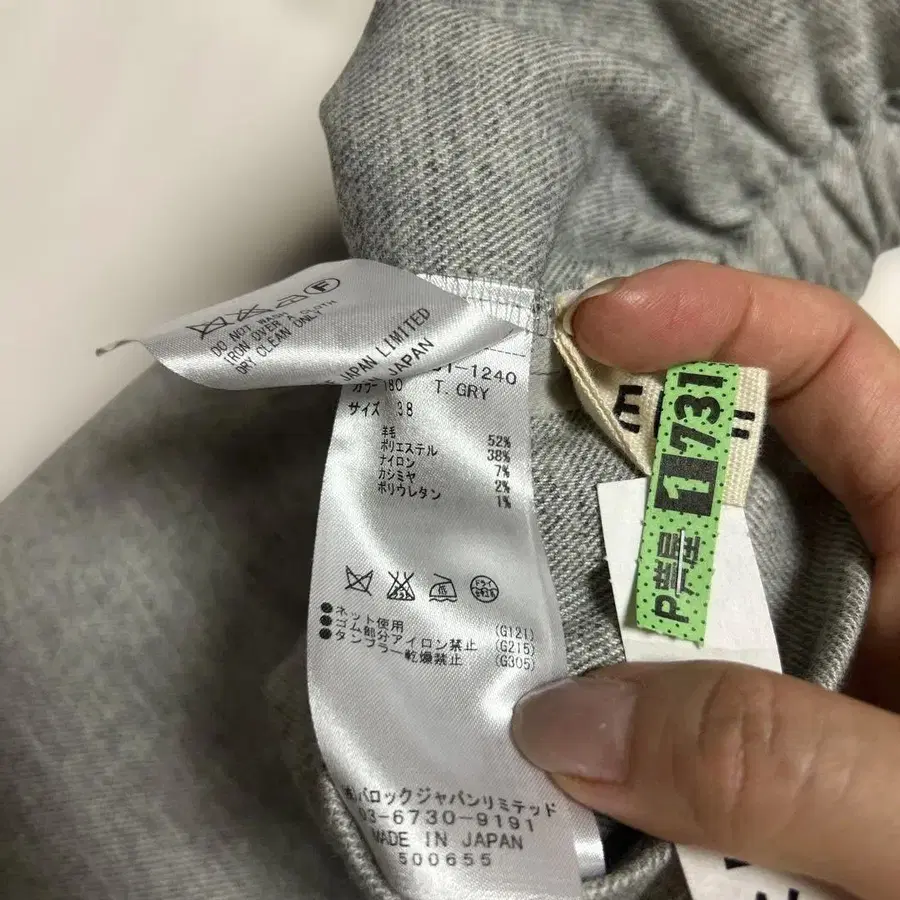 DO NOT WASH
IRON OVER A CLOTH
DRY CLEAN ONLY
F
JAPAN LIMITED
JAPAN
1-1240
カラー 180 T. GRY
サイズ 38
羊毛 52%
ポリエステル 38%
ナイロン 7%
カシミヤ 2%
ポリウレタン 1%
●ネット使用 (G121)
●ゴム部分アイロン禁止 (G215)
●タンブラー乾燥禁止 (G305)
バロックジャパンリミテッド
03-6730-9191
MADE IN JAPAN
500655
1 731